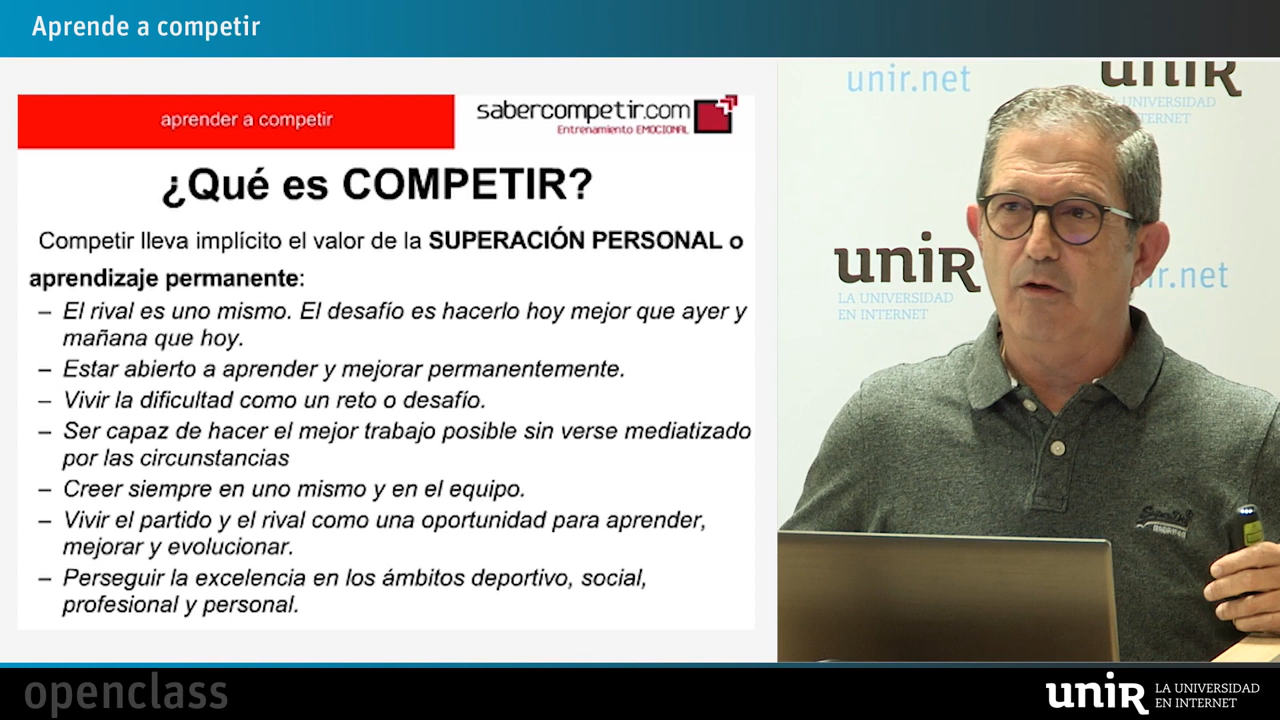 Aprende a competir
aprender a competir
sabercompetir.com
Entrenamiento EMOCIONAL
¿Qué es COMPETIR?
Competir lleva implícito el valor de la SUPERACIÓN PERSONAL o
aprendizaje permanente:
– El rival es uno mismo. El desafío es hacerlo hoy mejor que ayer y
mañana que hoy.
– Estar abierto a aprender y mejorar permanentemente.
– Vivir la dificultad como un reto o desafío.
– Ser capaz de hacer el mejor trabajo posible sin verse mediatizado
por las circunstancias
– Creer siempre en uno mismo y en el equipo.
– Vivir el partido y el rival como una oportunidad para aprender,
mejorar y evolucionar.
– Perseguir la excelencia en los ámbitos deportivo, social,
profesional y personal.
unir.net
unir
LA UNIVERSIDAD
EN INTERNET
unir
LA UNIVERSIDAD
EN INTERNET
ir.net
openclass
unir
LA UNIVERSIDAD
EN INTERNET